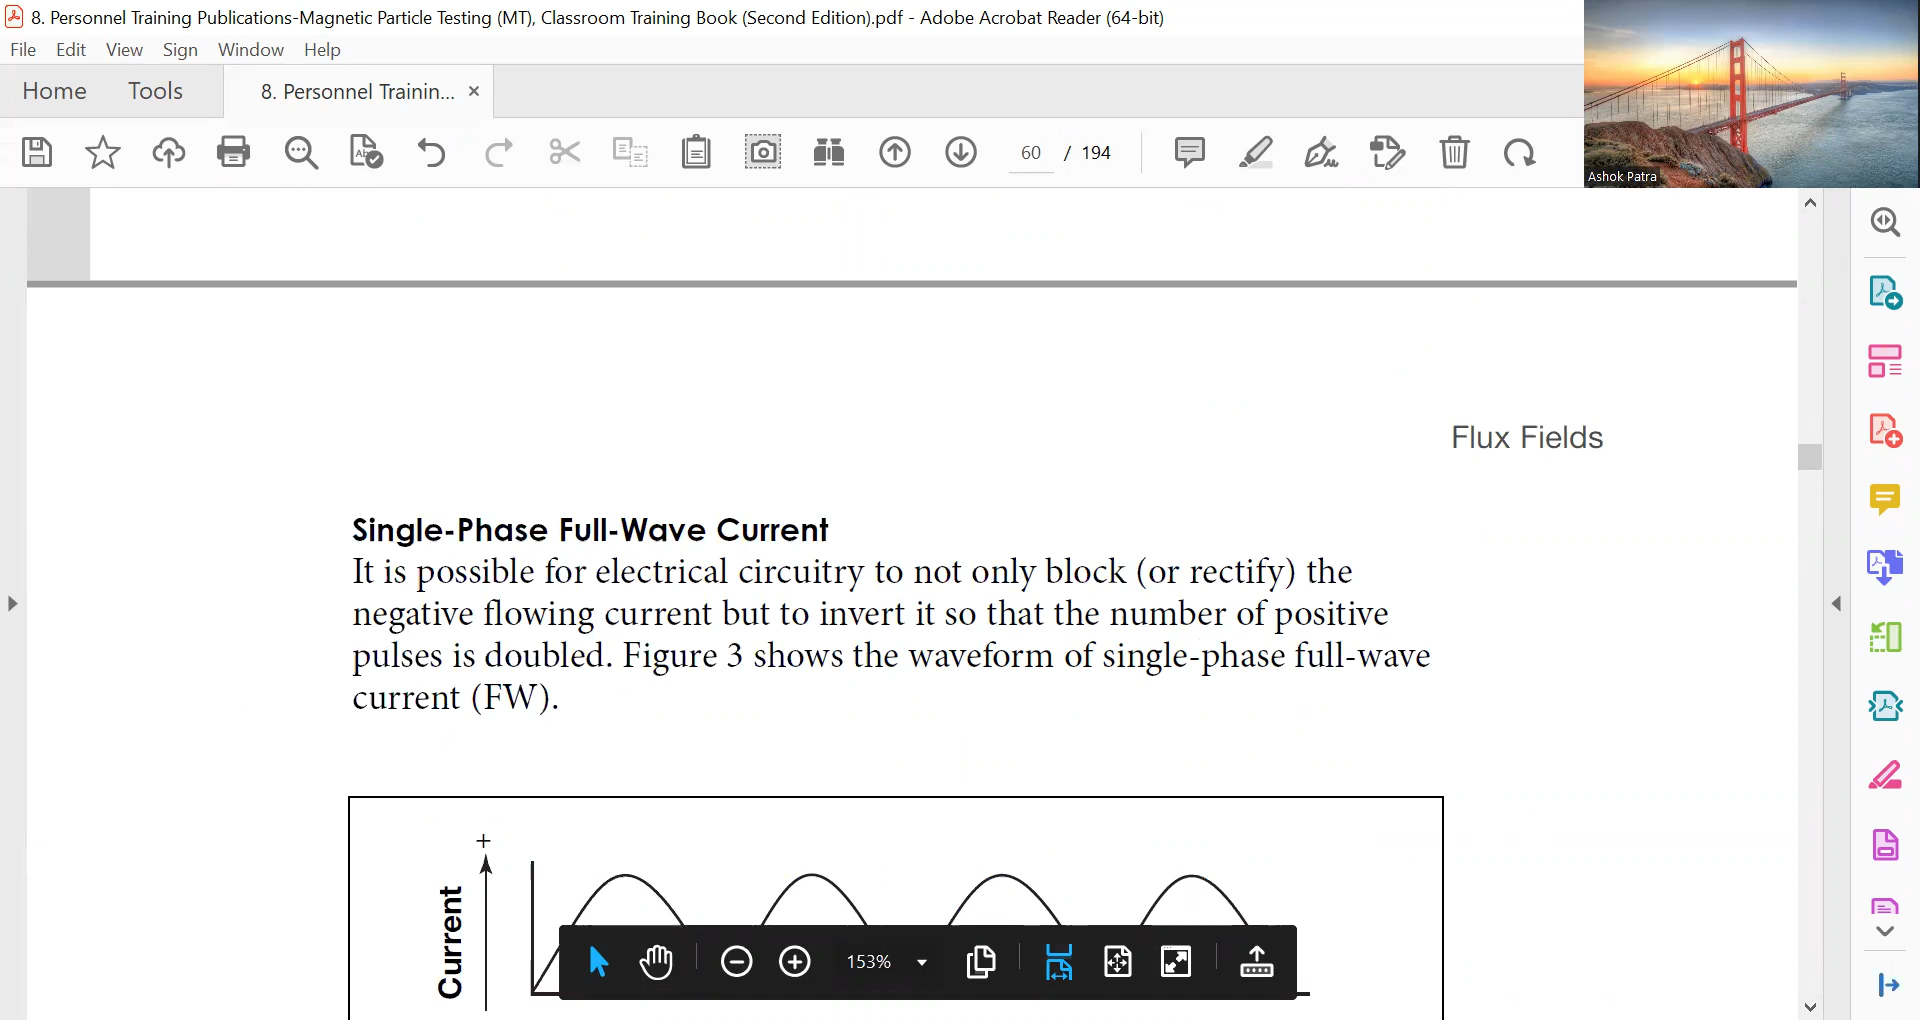 8. Personnel Training Publications-Magnetic Particle Testing (MT), Classroom Training Book (Second Edition).pdf - Adobe Acrobat Reader (64-bit)
File Edit View Sign Window Help
Home Tools 8. Personnel Trainin... ×
60 / 194
Ashok Patra
Flux Fields
Single-Phase Full-Wave Current
It is possible for electrical circuitry to not only block (or rectify) the
negative flowing current but to invert it so that the number of positive
pulses is doubled. Figure 3 shows the waveform of single-phase full-wave
current (FW).
+
Current
153%